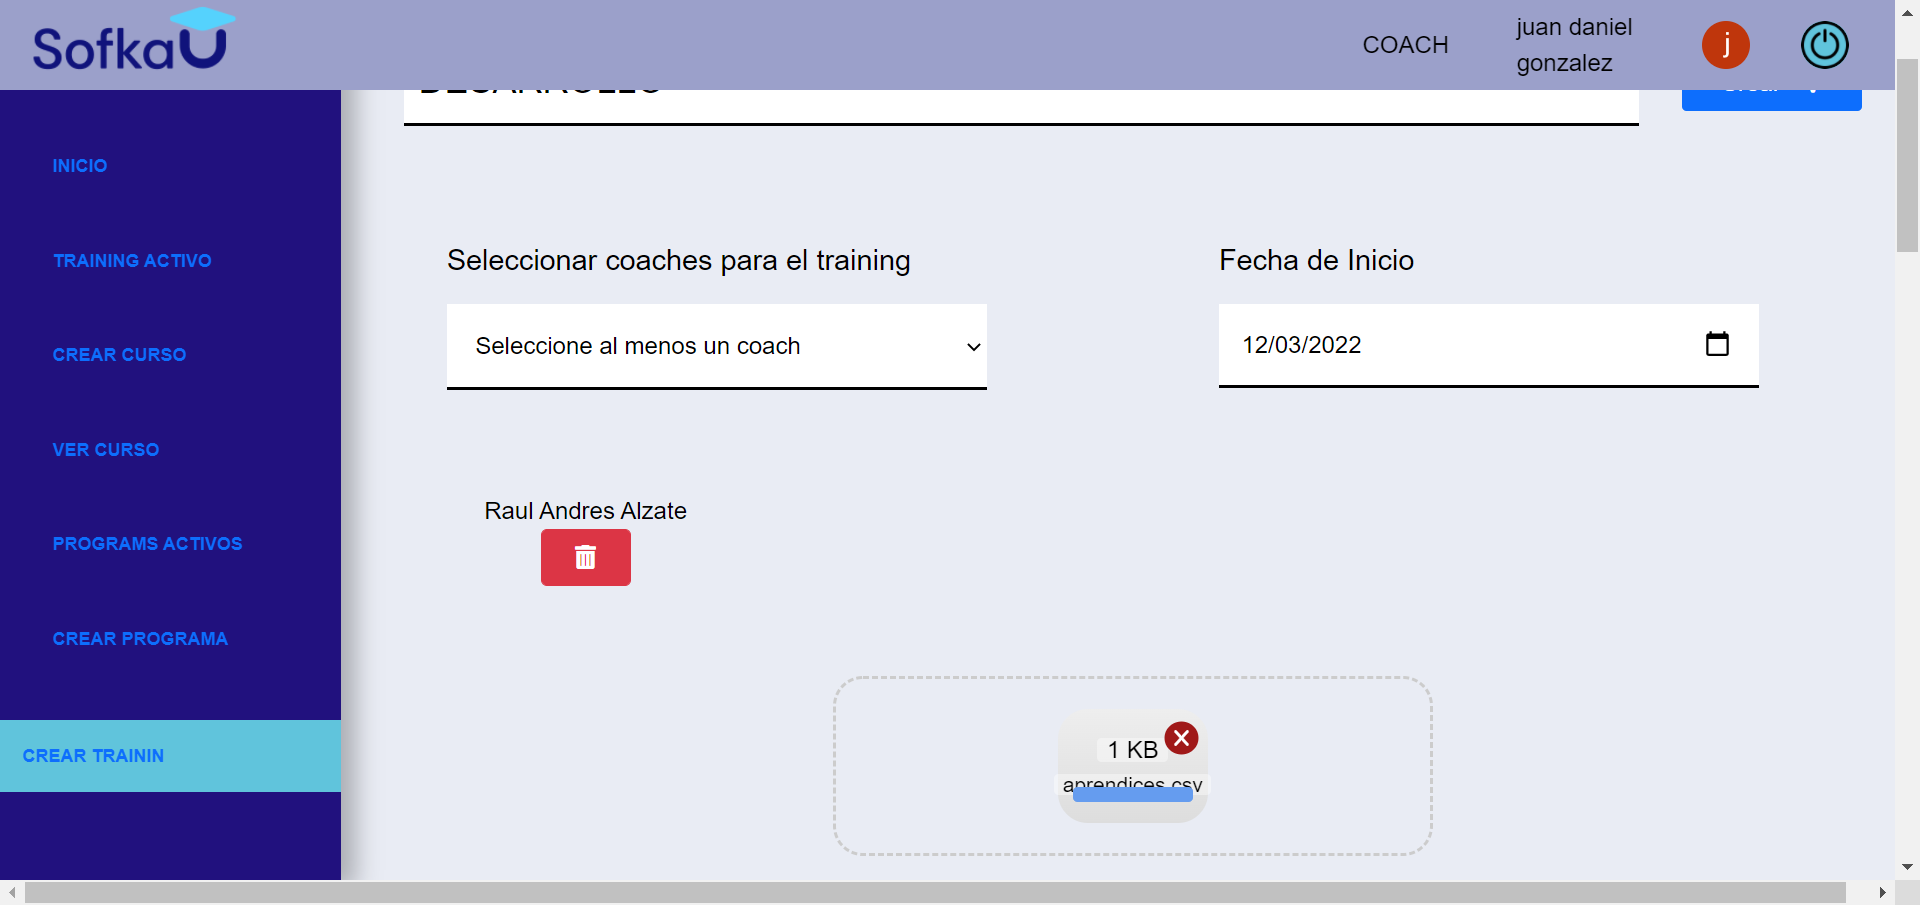 SofkaU
COACH
juan daniel
gonzalez
j
DESARROLLO
Crear
INICIO
TRAINING ACTIVO
CREAR CURSO
VER CURSO
PROGRAMS ACTIVOS
CREAR PROGRAMA
CREAR TRAININ
Seleccionar coaches para el training
Fecha de Inicio
Seleccione al menos un coach
12/03/2022
Raul Andres Alzate
1 KB
aprendices.csv